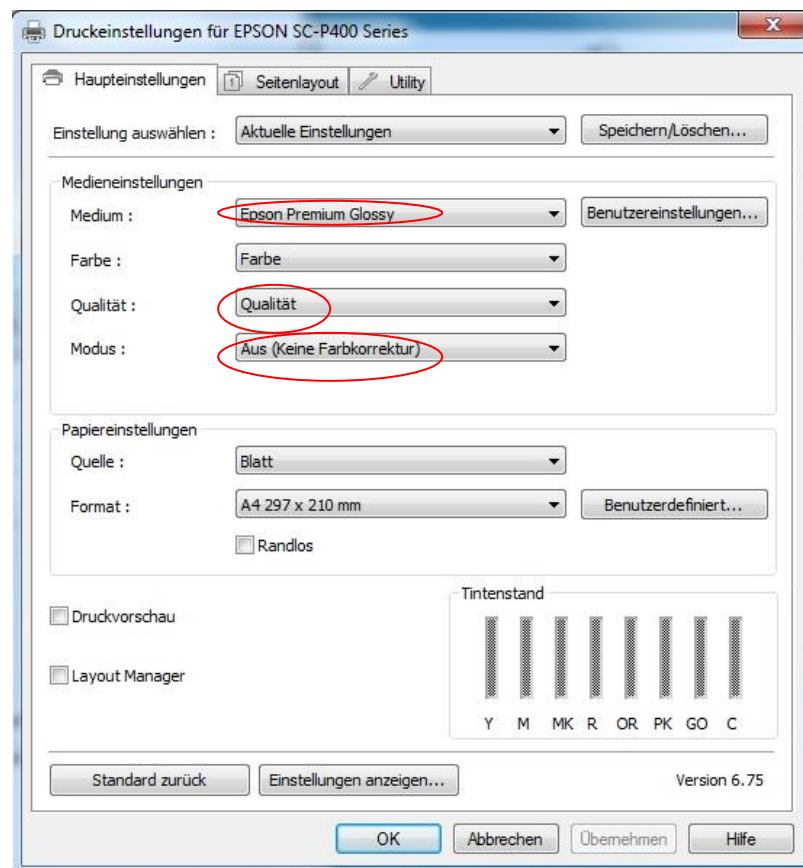 Druckeinstellungen für EPSON SC-P400 Series
Haupteinstellungen
1
Seitenlayout
Utility
Einstellung auswählen :
Aktuelle Einstellungen
Speichern/Löschen...
Medieneinstellungen
Medium :
Epson Premium Glossy
Benutzereinstellungen...
Farbe :
Farbe
Qualität :
Qualität
Modus :
Aus (Keine Farbkorrektur)
Papiereinstellungen
Quelle :
Blatt
Format :
A4 297 x 210 mm
Benutzerdefiniert...
Randlos
Druckvorschau
Layout Manager
Tintenstand
Y M MK R OR PK GO C
Standard zurück
Einstellungen anzeigen...
Version 6.75
OK
Abbrechen
Übernehmen
Hilfe